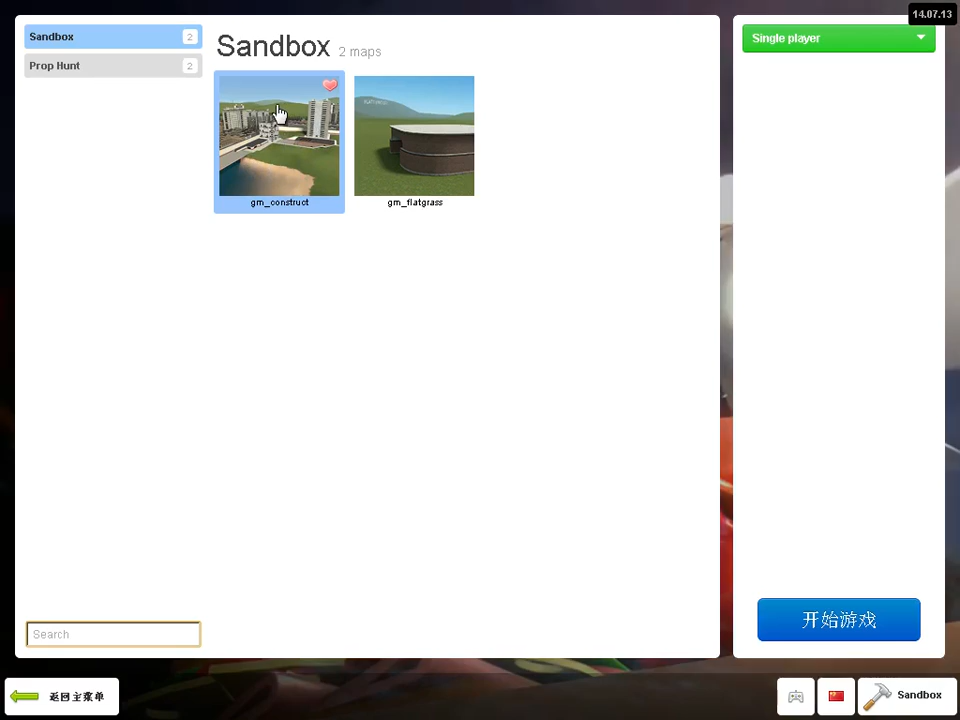 14.07.13
Sandbox 2
Prop Hunt 2
Sandbox 2 maps
gm_construct
gm_flatgrass
Single player
Search
开始游戏
返回主菜单
Sandbox